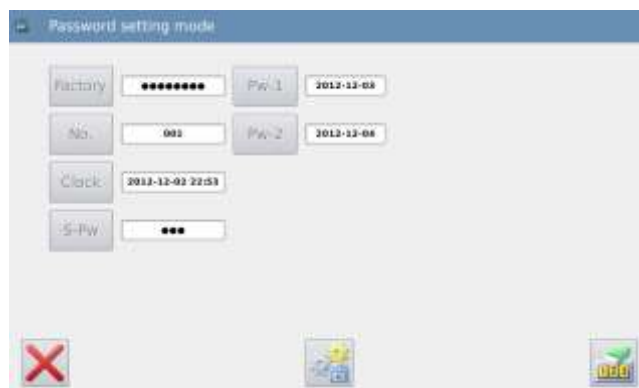 Password setting mode
Factory ●●●●●●●● Pw-1 2012-12-03
No. 001 Pw-2 2012-12-04
Clock 2012-12-02 22:53
S-Pw ●●●